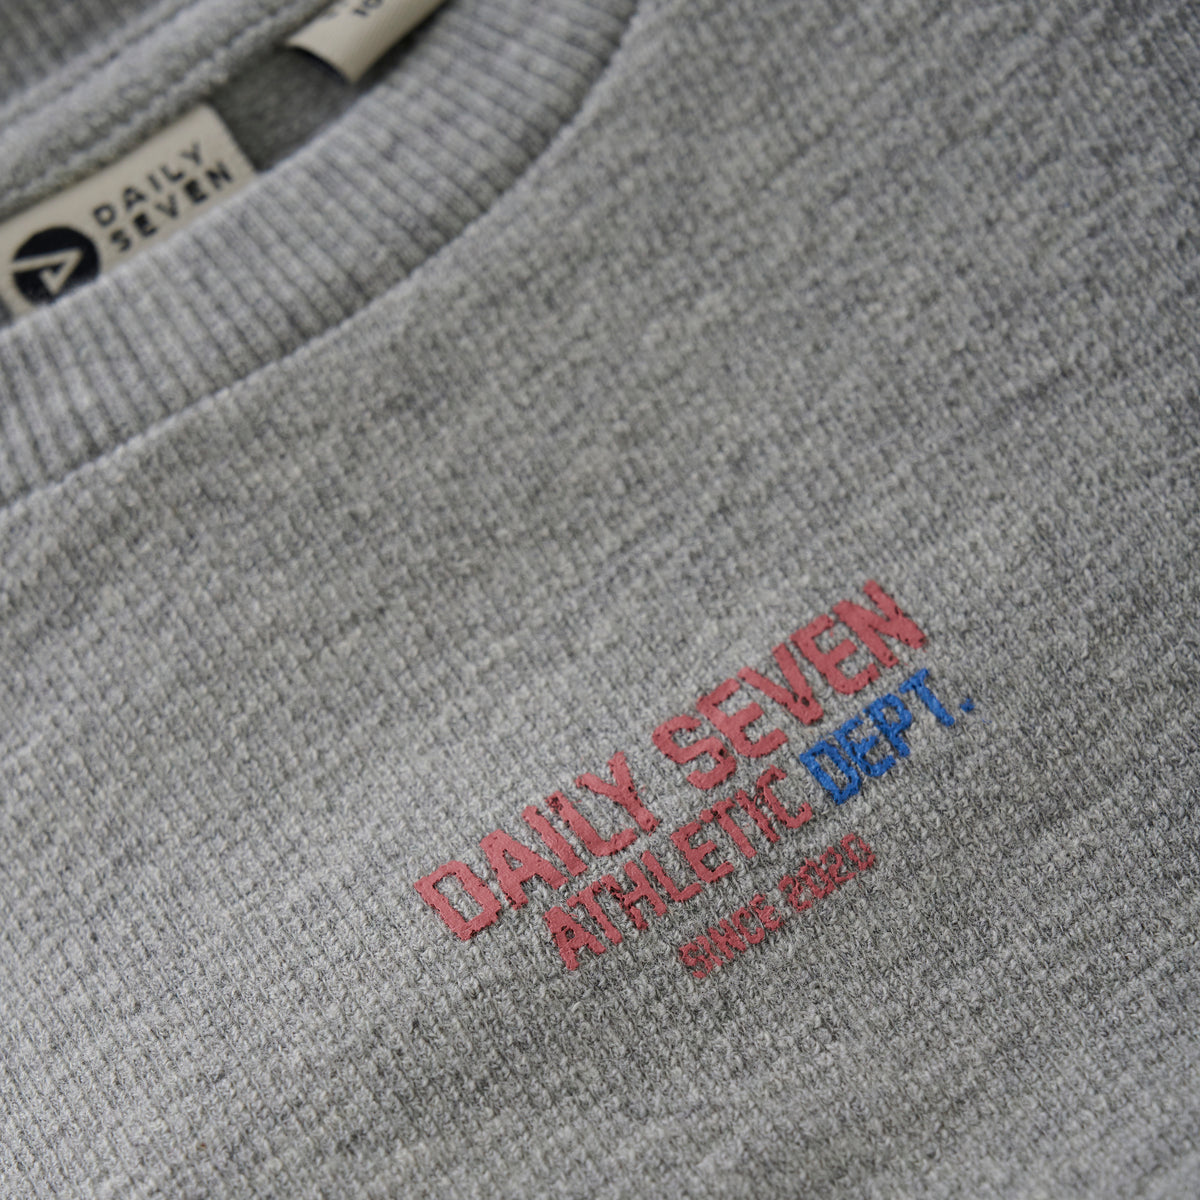 DAILY
SEVEN
DAILY SEVEN
ATHLETIC DEPT.
SINCE 2020